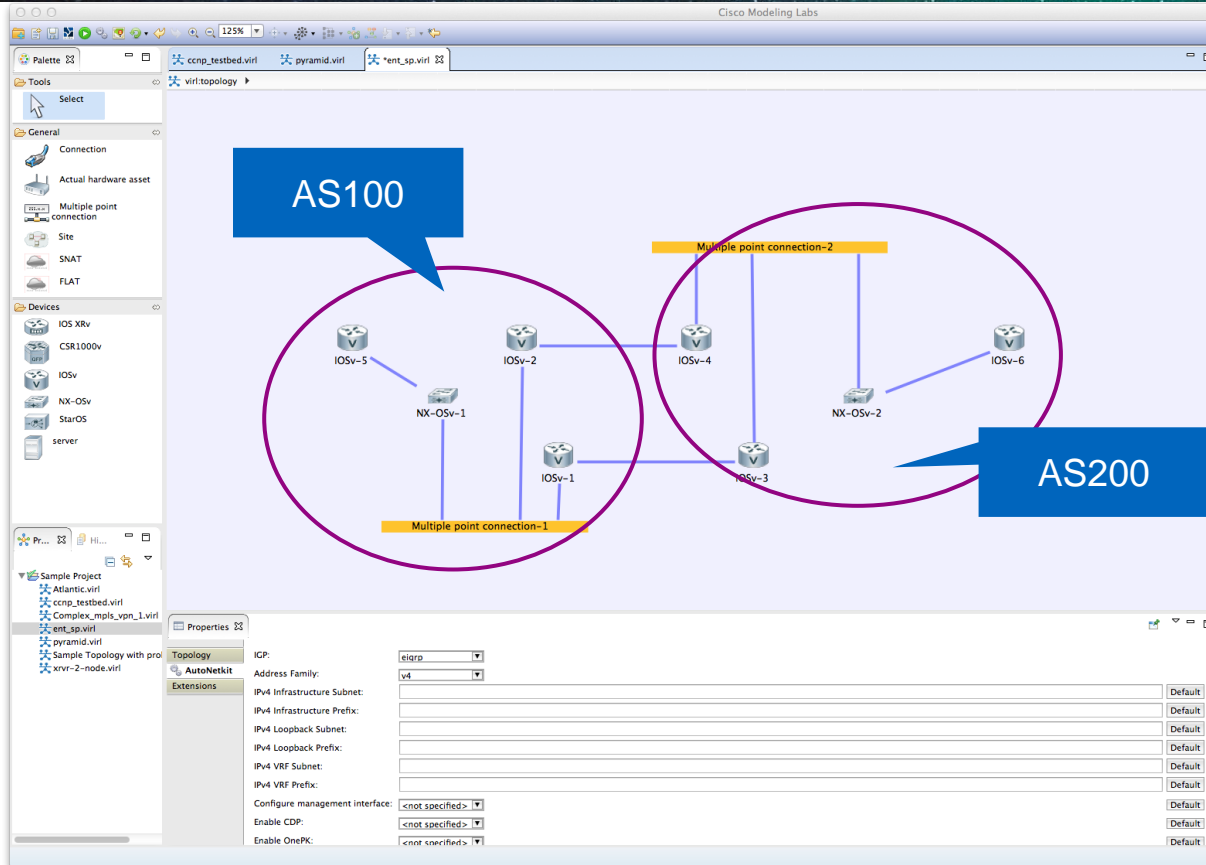 Cisco Modeling Labs
125%
Palette
ccnp_testbed.virl
pyramid.virl
*ent_sp.virl
Tools
virl:topology
Select
General
Connection
Actual hardware asset
Multiple point
connection
Site
SNAT
FLAT
Devices
IOS XRv
CSR1000v
IOSv
NX-OSv
StarOS
server
AS100
Multiple point connection-2
IOSv-5
IOSv-2
IOSv-4
IOSv-6
NX-OSv-1
NX-OSv-2
IOSv-1
IOSv-3
AS200
Multiple point connection-1
Pr...
Hi...
Sample Project
Atlantic.virl
ccnp_testbed.virl
Complex_mpls_vpn_1.virl
ent_sp.virl
pyramid.virl
Sample Topology with pro
xrvr-2-node.virl
Properties
Topology
AutoNetkit
Extensions
IGP:
eigrp
Address Family:
v4
IPv4 Infrastructure Subnet:
Default
IPv4 Infrastructure Prefix:
Default
IPv4 Loopback Subnet:
Default
IPv4 Loopback Prefix:
Default
IPv4 VRF Subnet:
Default
IPv4 VRF Prefix:
Default
Configure management interface:
<not specified>
Default
Enable CDP:
<not specified>
Default
Enable OnePK:
<not specified>
Default